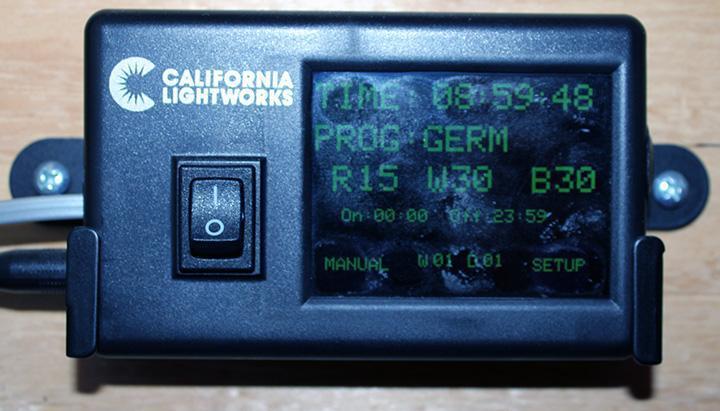 CALIFORNIA
LIGHTWORKS
TIME: 08:59:48
PROG:GERM
R15 W30 B30
On:00:00 Off:23:59
MANUAL W01 D01 SETUP
I
O